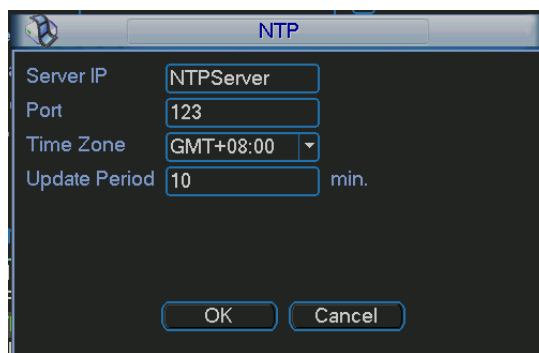 NTP
Server IP NTPServer
Port 123
Time Zone GMT+08:00
Update Period 10 min.
OK Cancel